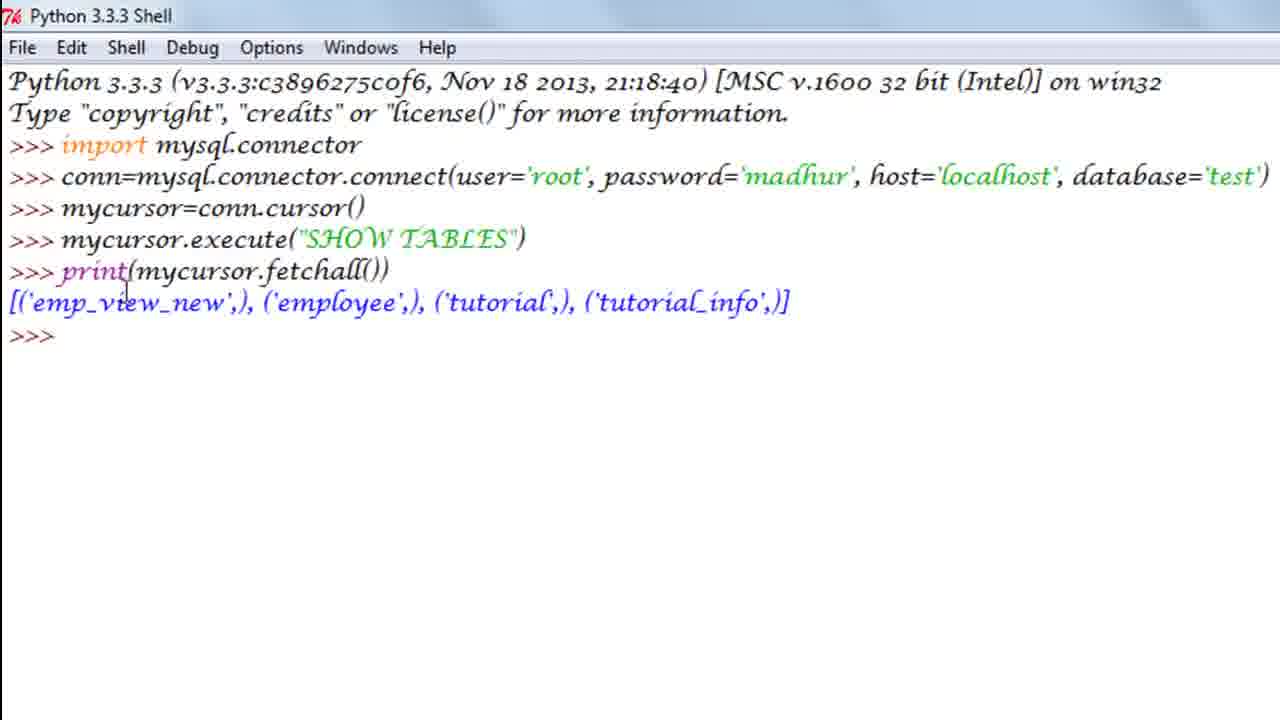 Python 3.3.3 Shell
File Edit Shell Debug Options Windows Help
Python 3.3.3 (v3.3.3:c3896275c0f6, Nov 18 2013, 21:18:40) [MSC v.1600 32 bit (Intel)] on win32
Type "copyright", "credits" or "license()" for more information.
>>> import mysql.connector
>>> conn=mysql.connector.connect(user='root', password='madhur', host='localhost', database='test')
>>> mycursor=conn.cursor()
>>> mycursor.execute("SHOW TABLES")
>>> print(mycursor.fetchall())
[('emp_view_new',), ('employee',), ('tutorial',), ('tutorial_info',)]
>>>